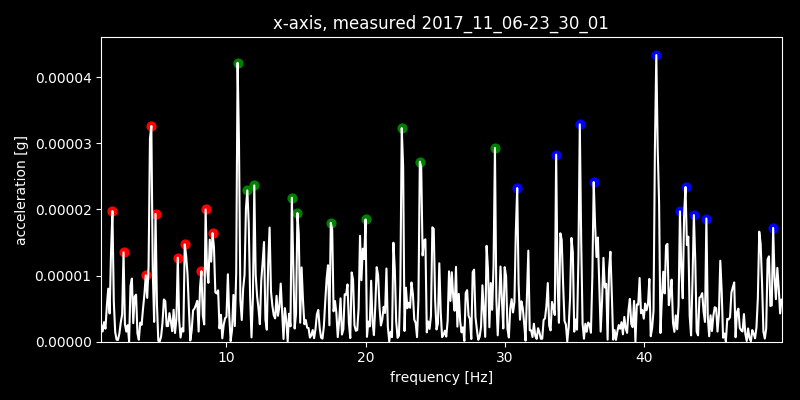 x-axis, measured 2017_11_06-23_30_01
0.00004
0.00003
0.00002
0.00001
0.00000
acceleration [g]
10 20 30 40
frequency [Hz]